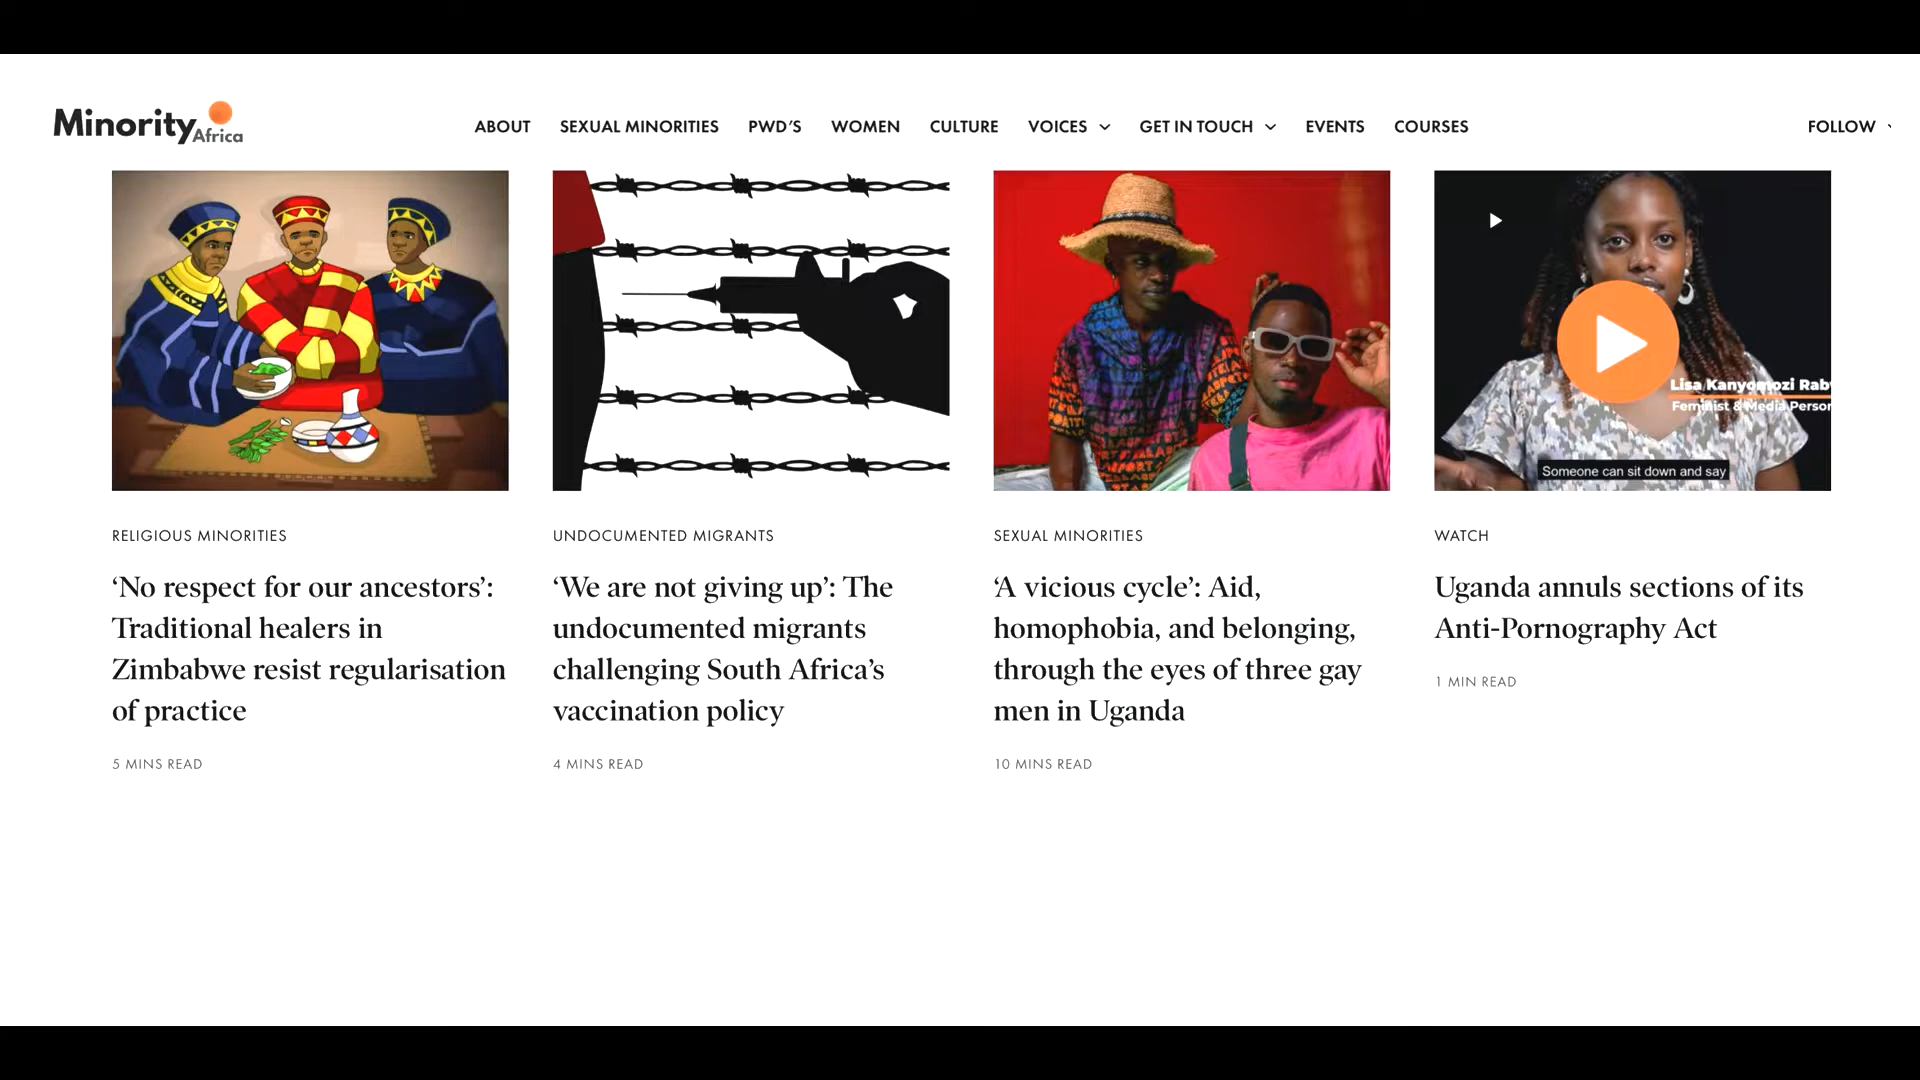 Minority Africa
ABOUT SEXUAL MINORITIES PWD'S WOMEN CULTURE VOICES GET IN TOUCH EVENTS COURSES FOLLOW
Lisa Kanyomozi
Feminist & Media
Someone can sit down and say
RELIGIOUS MINORITIES
‘No respect for our ancestors’:
Traditional healers in
Zimbabwe resist regularisation
of practice
5 MINS READ
UNDOCUMENTED MIGRANTS
‘We are not giving up’: The
undocumented migrants
challenging South Africa’s
vaccination policy
4 MINS READ
SEXUAL MINORITIES
‘A vicious cycle’: Aid,
homophobia, and belonging,
through the eyes of three gay
men in Uganda
10 MINS READ
WATCH
Uganda annuls sections of its
Anti-Pornography Act
1 MIN READ